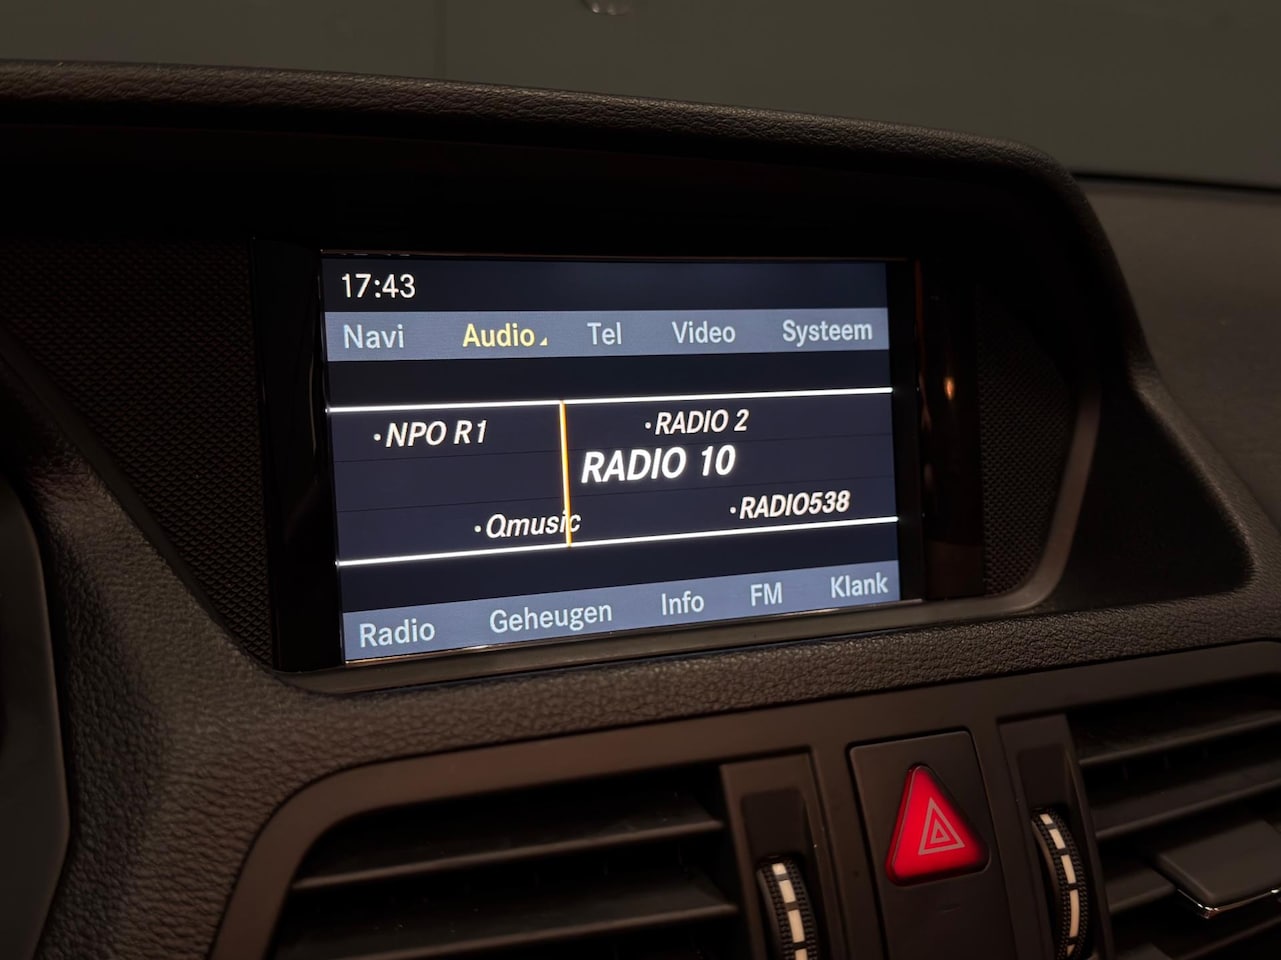 17:43
Navi Audio Tel Video Systeem
·NPO R1 ·RADIO 2
RADIO 10
·Qmusic ·RADIO538
Radio Geheugen Info FM Klank